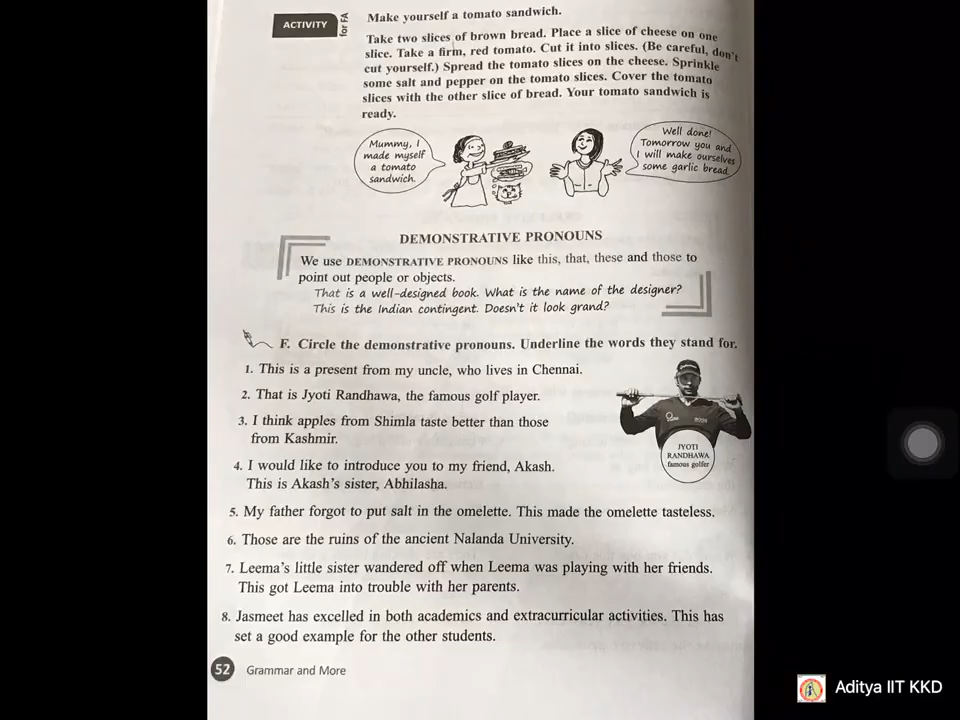 ACTIVITY
for FA
Make yourself a tomato sandwich.
Take two slices of brown bread. Place a slice of cheese on one
slice. Take a firm, red tomato. Cut it into slices. (Be careful, don't
cut yourself.) Spread the tomato slices on the cheese. Sprinkle
some salt and pepper on the tomato slices. Cover the tomato
slices with the other slice of bread. Your tomato sandwich is
ready.
Mummy, I
made myself
a tomato
sandwich.
Well done!
Tomorrow you and
I will make ourselves
some garlic bread.
DEMONSTRATIVE PRONOUNS
We use DEMONSTRATIVE PRONOUNS like this, that, these and those to
point out people or objects.
That is a well-designed book. What is the name of the designer?
This is the Indian contingent. Doesn't it look grand?
F. Circle the demonstrative pronouns. Underline the words they stand for.
1. This is a present from my uncle, who lives in Chennai.
2. That is Jyoti Randhawa, the famous golf player.
3. I think apples from Shimla taste better than those
from Kashmir.
4. I would like to introduce you to my friend, Akash.
This is Akash's sister, Abhilasha.
JYOTI
RANDHAWA
famous golfer
5. My father forgot to put salt in the omelette. This made the omelette tasteless.
6. Those are the ruins of the ancient Nalanda University.
7. Leema's little sister wandered off when Leema was playing with her friends.
This got Leema into trouble with her parents.
8. Jasmeet has excelled in both academics and extracurricular activities. This has
set a good example for the other students.
52 Grammar and More
Aditya IIT KKD